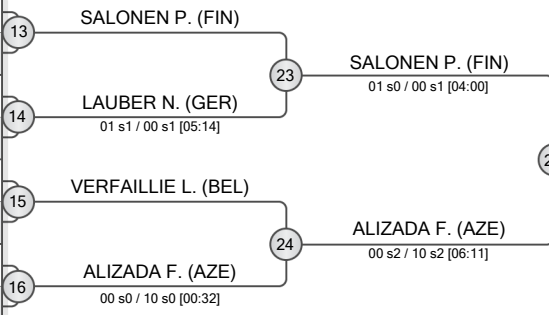 13
SALONEN P. (FIN)
23
SALONEN P. (FIN)
01 s0 / 00 s1 [04:00]
14
LAUBER N. (GER)
01 s1 / 00 s1 [05:14]
15
VERFAILLIE L. (BEL)
24
ALIZADA F. (AZE)
00 s2 / 10 s2 [06:11]
16
ALIZADA F. (AZE)
00 s0 / 10 s0 [00:32]